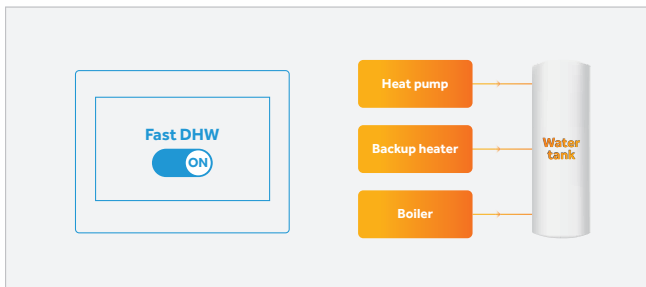 Fast DHW
ON
Heat pump
Backup heater
Boiler
Water
tank